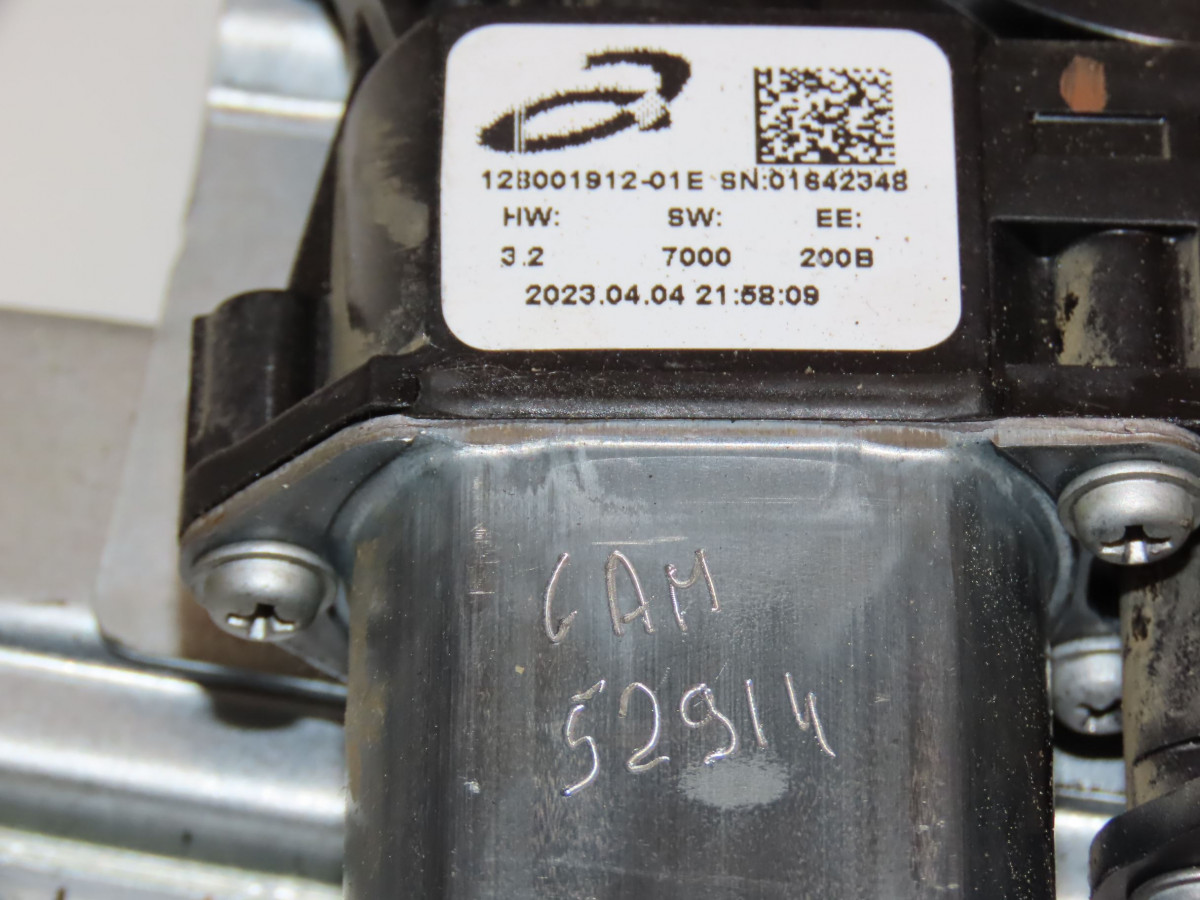 12B001912-01E SN:01642348
HW: SW: EE:
3.2 7000 200B
2023.04.04 21:58:09
GAM
52914